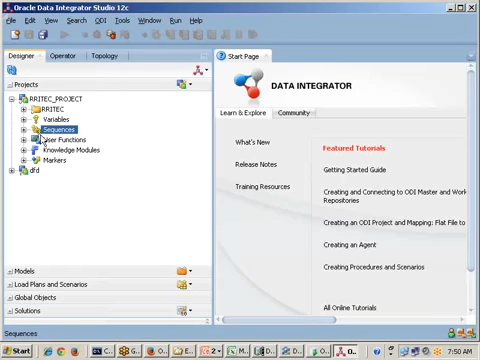 Oracle Data Integrator Studio 12c
File Edit View Search ODI Tools Window Team Help
Designer Operator Topology
Projects
RRITEC_PROJECT
RRITEC
Variables
Sequences
User Functions
Knowledge Modules
Markers
dfd
Models
Load Plans and Scenarios
Global Objects
Solutions
Sequences
Start Page
DATA INTEGRATOR
Learn & Explore Community
What's New
Release Notes
Training Resources
Featured Tutorials
Getting Started Guide
Creating and Connecting to ODI Master and Work
Repositories
Creating an ODI Project and Mapping: Flat File to
Creating an Agent
Creating Procedures and Scenarios
All Online Tutorials
Start 7:50 AM